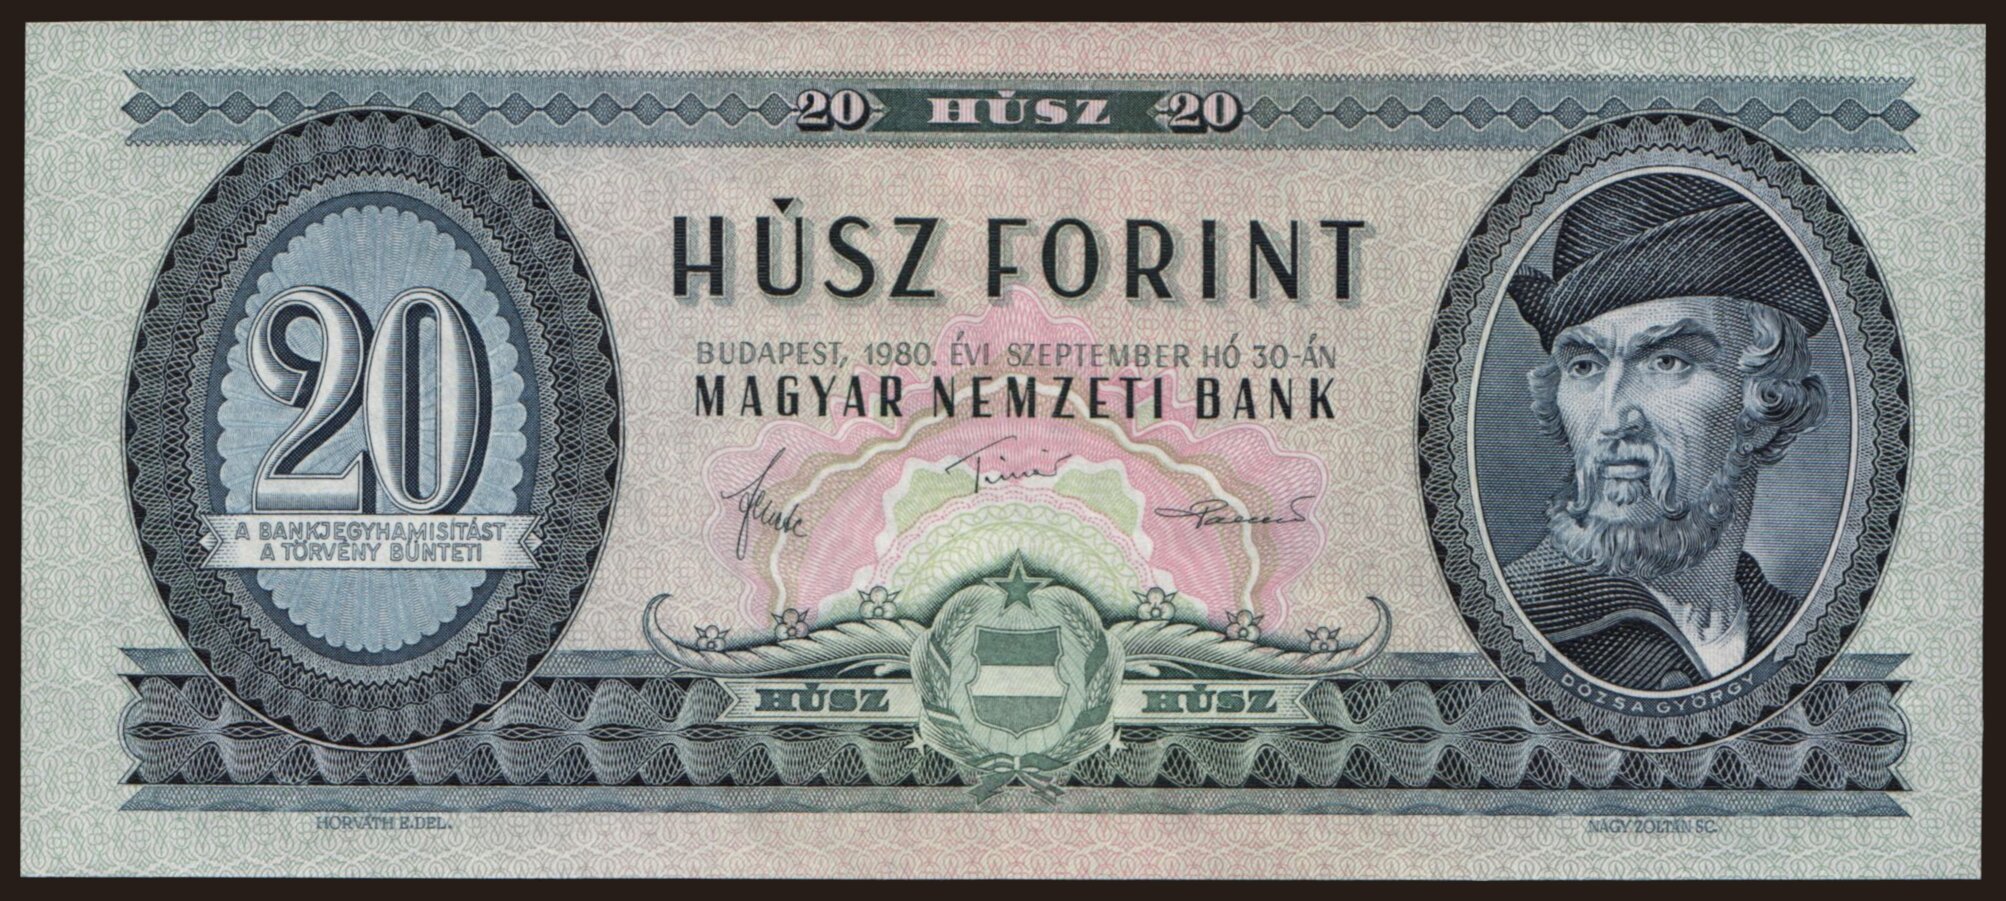 20 HÚSZ 20
HÚSZ FORINT
BUDAPEST, 1980. ÉVI SZEPTEMBER HÓ 30-ÁN
MAGYAR NEMZETI BANK
20
A BANKJEGYHAMISÍTÁST
A TÖRVÉNY BÜNTETI
HÚSZ HÚSZ
DÓZSA GYÖRGY
HORVÁTH E.DEL.
NAGY ZOLTÁN SC.